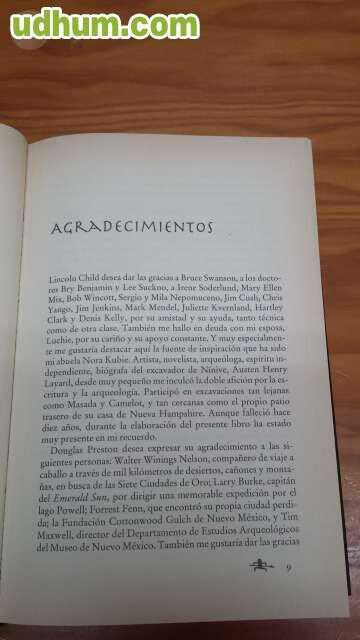 udhum.com
AGRADECIMIENTOS
Lincoln Child desea dar las gracias a Bruce Swanson, a los docto-
res Bry Benjamin y Lee Suckno, a Irene Soderlund, Mary Ellen
Mix, Bob Wincott, Sergio y Mila Nepomuceno, Jim Cush, Chris
Yango, Jim Jenkins, Mark Mendel, Juliette Kvernland, Hartley
Clark y Denis Kelly, por su amistad y su ayuda, tanto técnica
como de otra clase. También me hallo en deuda con mi esposa,
Luchie, por su cariño y su apoyo constante. Y muy especialmen-
te me gustaría destacar aquí la fuente de inspiración que ha sido
mi abuela Nora Kubie. Artista, novelista, arqueóloga, espíritu in-
dependiente, biógrafa del excavador de Nínive, Austen Henry
Layard, desde muy pequeño me inculcó la doble afición por la es-
critura y la arqueología. Participó en excavaciones tan lejanas
como Masada y Camelot, y tan cercanas como el propio patio
trasero de su casa de Nueva Hampshire. Aunque falleció hace
diez años, durante la elaboración del presente libro ha estado
muy presente en mi recuerdo.
Douglas Preston desea expresar su agradecimiento a las si-
guientes personas: Walter Winings Nelson, compañero de viaje a
caballo a través de mil kilómetros de desiertos, cañones y monta-
ñas, en busca de las Siete Ciudades de Oro; Larry Burke, capitán
del Emerald Sun, por dirigir una memorable expedición por el
lago Powell; Forrest Fenn, que encontró su propia ciudad perdi-
da; la Fundación Cottonwood Gulch de Nuevo México, y Tim
Maxwell, director del Departamento de Estudios Arqueológicos
del Museo de Nuevo México. También me gustaría dar las gracias
9